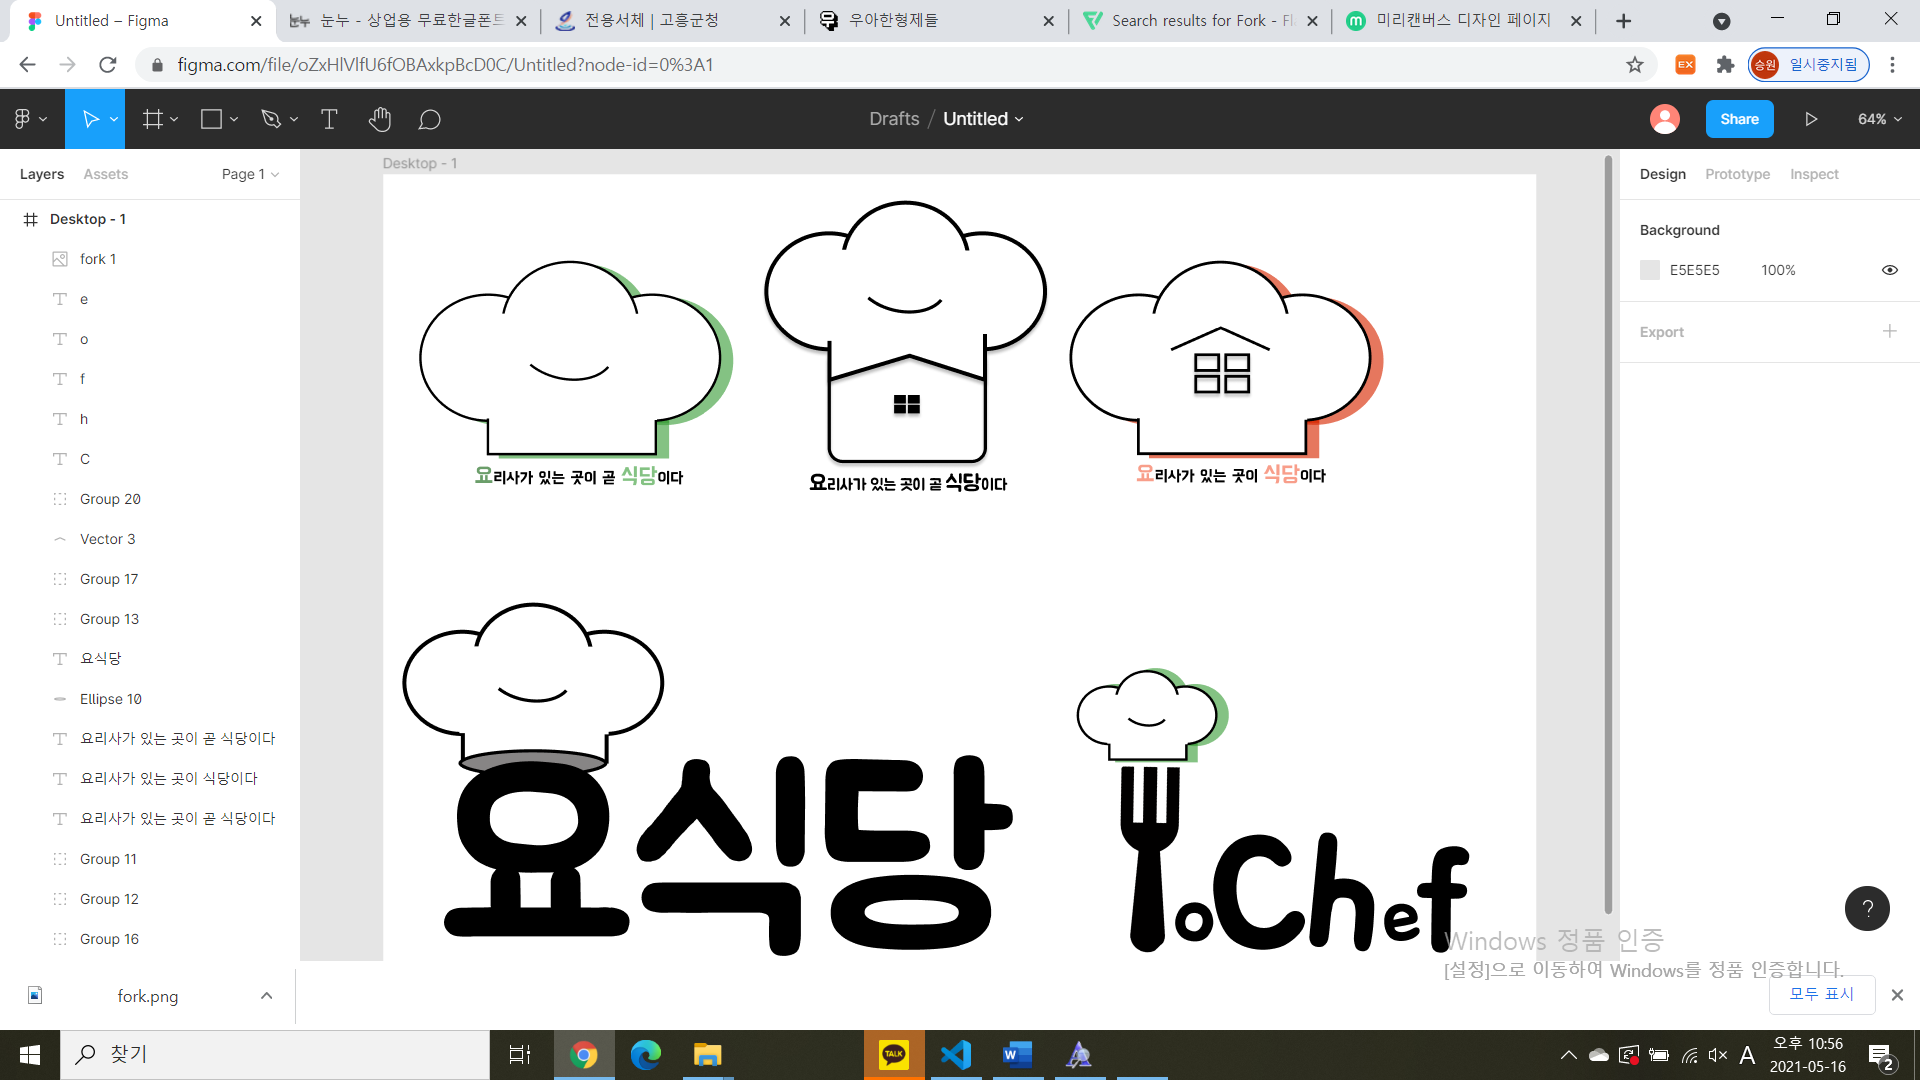 Untitled – Figma
눈누 - 상업용 무료한글폰트
전용서체 | 고흥군청
우아한형제들
Search results for Fork - Fl
미리캔버스 디자인 페이지
figma.com/file/oZxHlVlfU6fOBAxkpBcD0C/Untitled?node-id=0%3A1
EX
승원 일시중지됨
Drafts / Untitled
Share
64%
Layers
Assets
Page 1
Desktop - 1
fork 1
e
o
f
h
C
Group 20
Vector 3
Group 17
Group 13
요식당
Ellipse 10
요리사가 있는 곳이 곧 식당이다
요리사가 있는 곳이 식당이다
요리사가 있는 곳이 곧 식당이다
Group 11
Group 12
Group 16
Desktop - 1
요리사가 있는 곳이 곧 식당이다
요리사가 있는 곳이 곧 식당이다
요리사가 있는 곳이 식당이다
요식당
oChef
Design
Prototype
Inspect
Background
E5E5E5
100%
Export
?
Windows 정품 인증
[설정]으로 이동하여 Windows를 정품 인증합니다.
fork.png
모두 표시
찾기
TALK
A
오후 10:56
2021-05-16
2